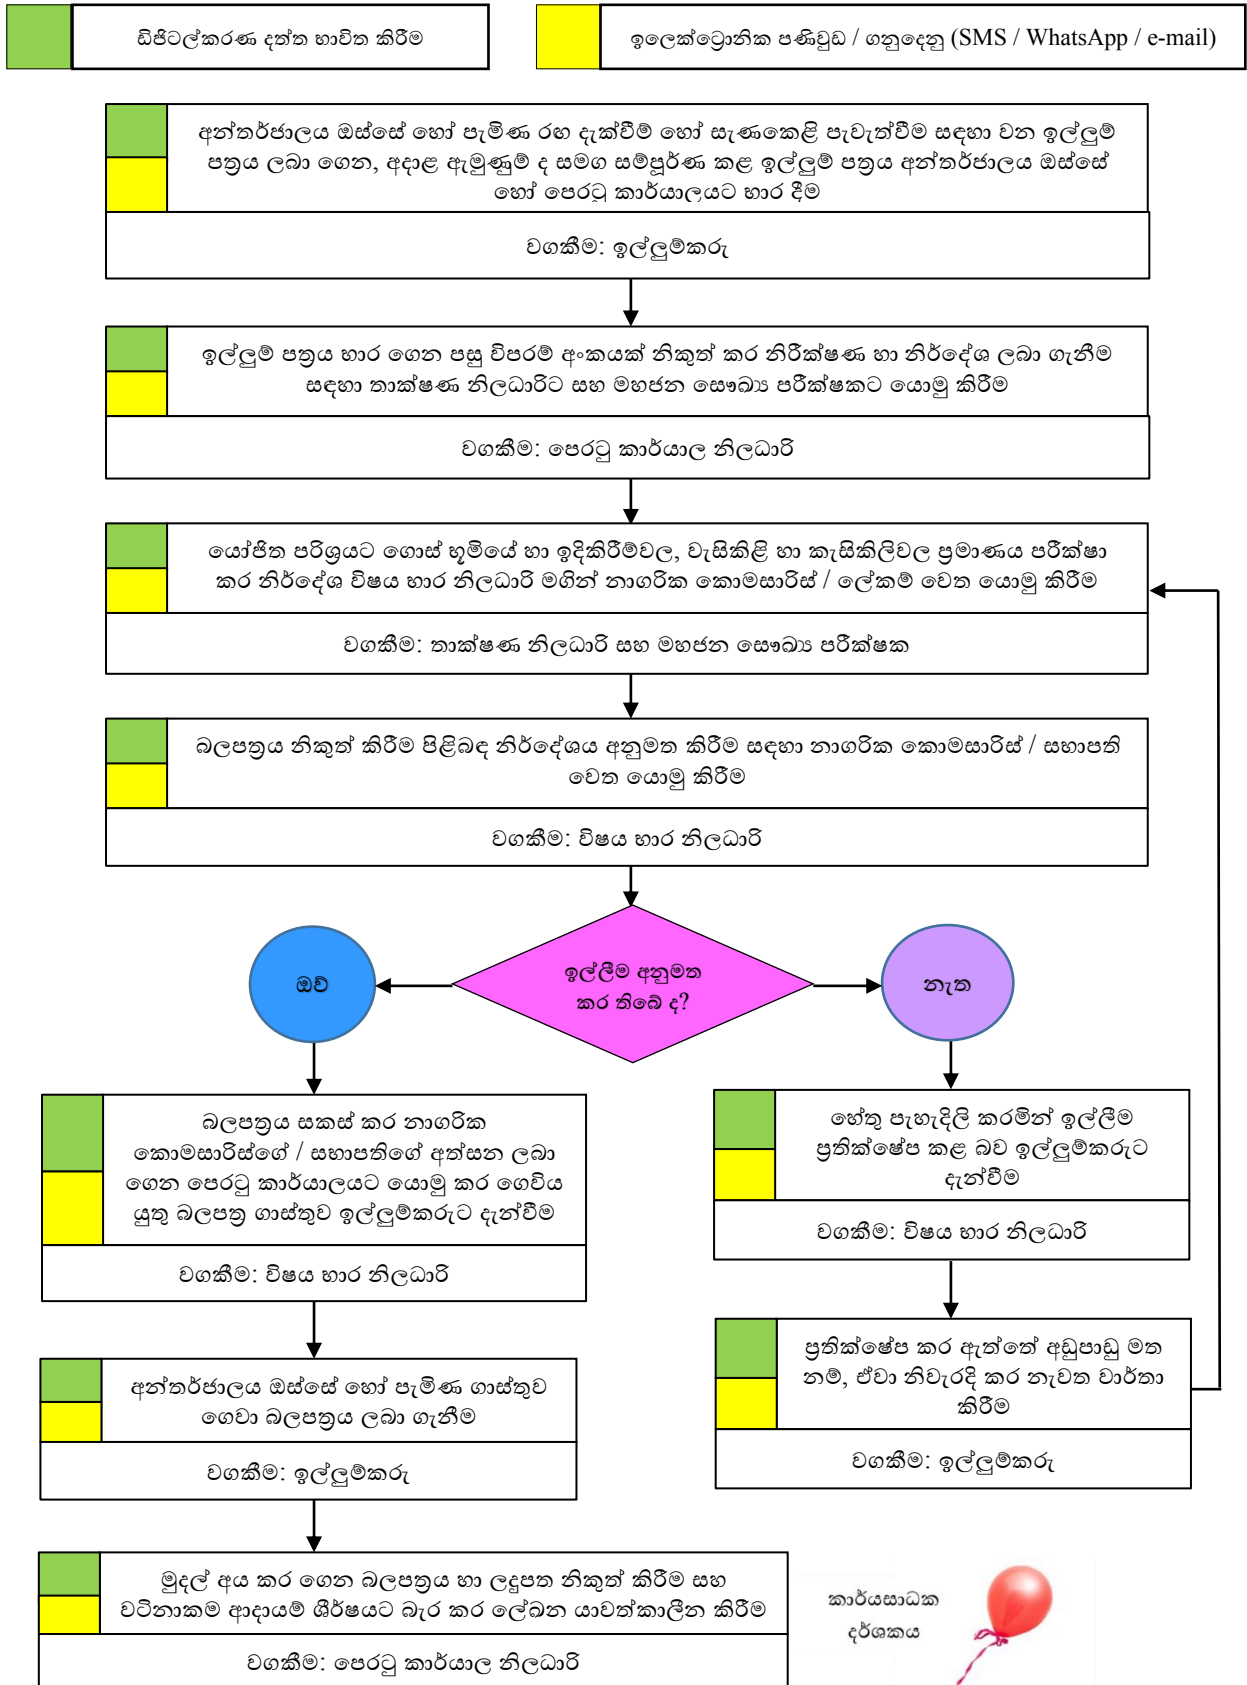 ඩිජිටල්කරණ දත්ත භාවිත කිරීම
ඉලෙක්ට්‍රොනික පණිවුඩ / ගනුදෙනු (SMS / WhatsApp / e-mail)
අන්තර්ජාලය ඔස්සේ හෝ පැමිණ රඟ දැක්වීම් හෝ සැණකෙළි පැවැත්වීම සඳහා වන ඉල්ලුම්
පත්‍රය ලබා ගෙන, අදාළ ඇමුණුම් ද සමග සම්පූර්ණ කළ ඉල්ලුම් පත්‍රය අන්තර්ජාලය ඔස්සේ
හෝ පෙරටු කාර්යාලයට භාර දීම
වගකීම: ඉල්ලුම්කරු
ඉල්ලුම් පත්‍රය භාර ගෙන පසු විපරම් අංකයක් නිකුත් කර නිරීක්ෂණ හා නිර්දේශ ලබා ගැනීම
සඳහා තාක්ෂණ නිලධාරිට සහ මහජන සෞඛ්‍ය පරීක්ෂකට යොමු කිරීම
වගකීම: පෙරටු කාර්යාල නිලධාරි
යෝජිත පරිශ්‍රයට ගොස් භූමියේ හා ඉදිකිරීම්වල, වැසිකිළි හා කැසිකිලිවල ප්‍රමාණය පරීක්ෂා
කර නිර්දේශ විෂය භාර නිලධාරි මගින් නාගරික කොමසාරිස් / ලේකම් වෙත යොමු කිරීම
වගකීම: තාක්ෂණ නිලධාරි සහ මහජන සෞඛ්‍ය පරීක්ෂක
බලපත්‍රය නිකුත් කිරීම පිළිබඳ නිර්දේශය අනුමත කිරීම සඳහා නාගරික කොමසාරිස් / සභාපති
වෙත යොමු කිරීම
වගකීම: විෂය භාර නිලධාරි
ඉල්ලීම අනුමත
කර තිබේ ද?
ඔව්
නැත
බලපත්‍රය සකස් කර නාගරික
කොමසාරිස්ගේ / සභාපතිගේ අත්සන ලබා
ගෙන පෙරටු කාර්යාලයට යොමු කර ගෙවිය
යුතු බලපත්‍ර ගාස්තුව ඉල්ලුම්කරුට දැන්වීම
වගකීම: විෂය භාර නිලධාරි
හේතු පැහැදිලි කරමින් ඉල්ලීම
ප්‍රතික්ෂේප කළ බව ඉල්ලුම්කරුට
දැන්වීම
වගකීම: විෂය භාර නිලධාරි
ප්‍රතික්ෂේප කර ඇත්තේ අඩුපාඩු මත
නම්, ඒවා නිවැරදි කර නැවත වාර්තා
කිරීම
වගකීම: ඉල්ලුම්කරු
අන්තර්ජාලය ඔස්සේ හෝ පැමිණ ගාස්තුව
ගෙවා බලපත්‍රය ලබා ගැනීම
වගකීම: ඉල්ලුම්කරු
මුදල් අය කර ගෙන බලපත්‍රය හා ලදුපත නිකුත් කිරීම සහ
වටිනාකම ආදායම් ශීර්ෂයට බැර කර ලේඛන යාවත්කාලීන කිරීම
වගකීම: පෙරටු කාර්යාල නිලධාරි
කාර්යසාධක
දර්ශකය